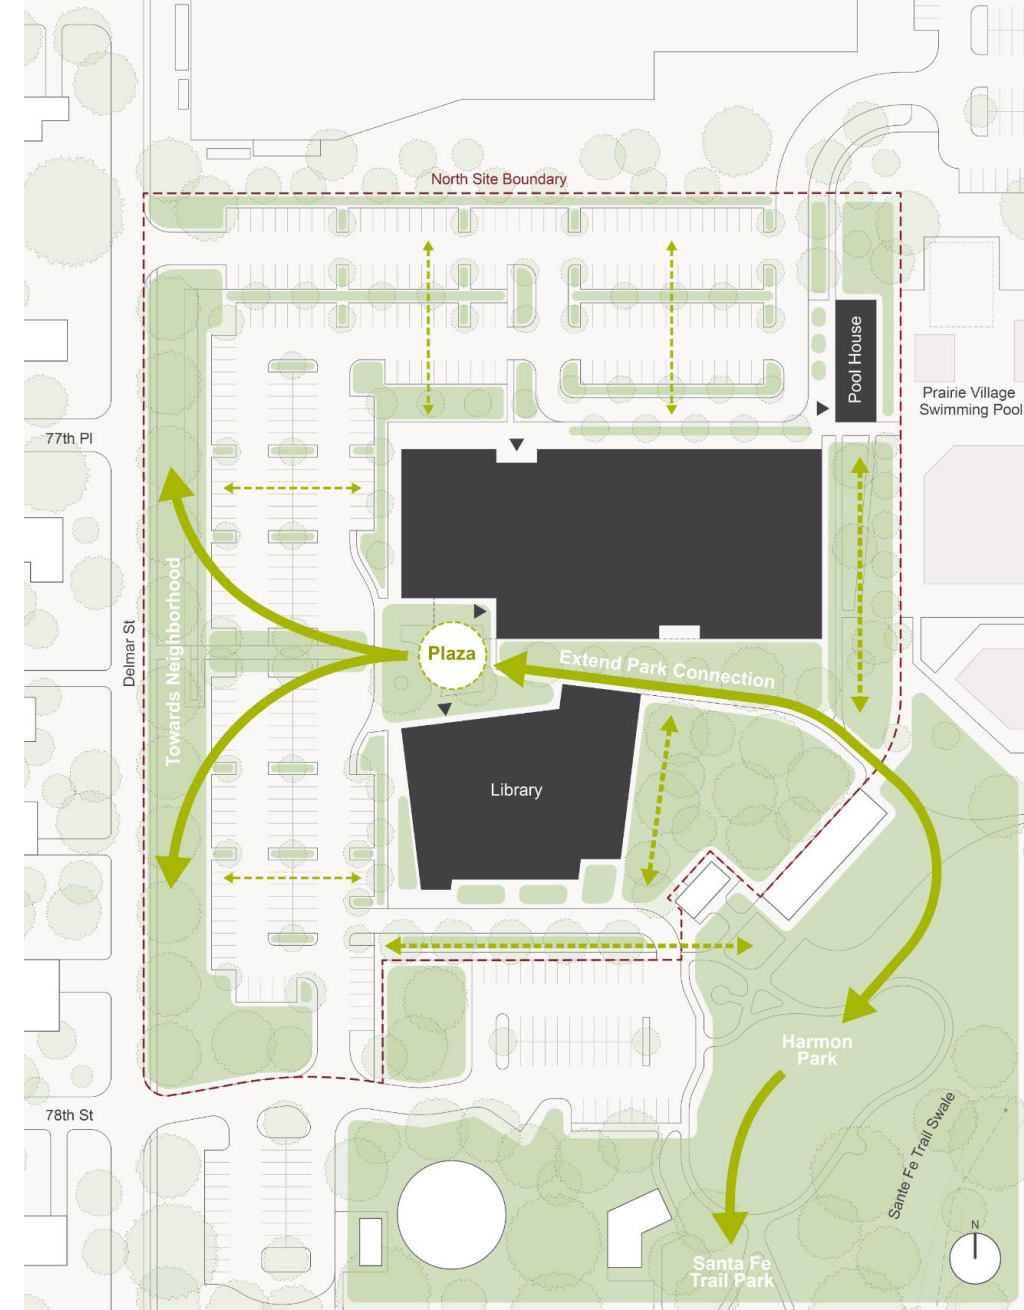 North Site Boundary
Pool House
Prairie Village
Swimming Pool
77th Pl
Towards Neighborhood
Delmar St
Plaza
Extend Park Connection
Library
Harmon
Park
78th St
Santa Fe Trail Swale
N
Santa Fe
Trail Park